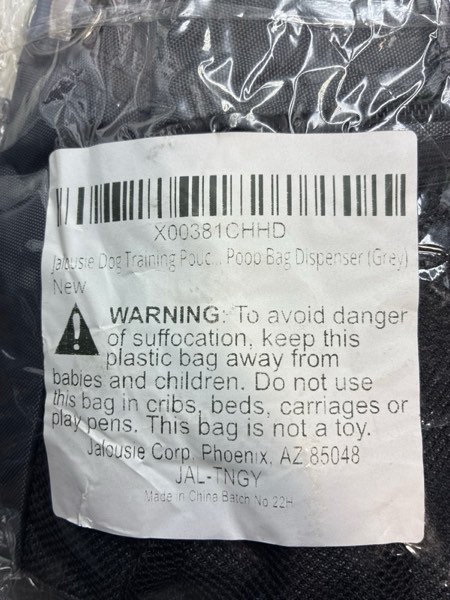 X00381CHHD
Jalousie Dog Training Pouc... Poop Bag Dispenser (Grey)
New
WARNING: To avoid danger
of suffocation, keep this
plastic bag away from
babies and children. Do not use
this bag in cribs, beds, carriages or
play pens. This bag is not a toy.
Jalousie Corp. Phoenix, AZ 85048
JAL-TNGY
Made in China Batch No 22H